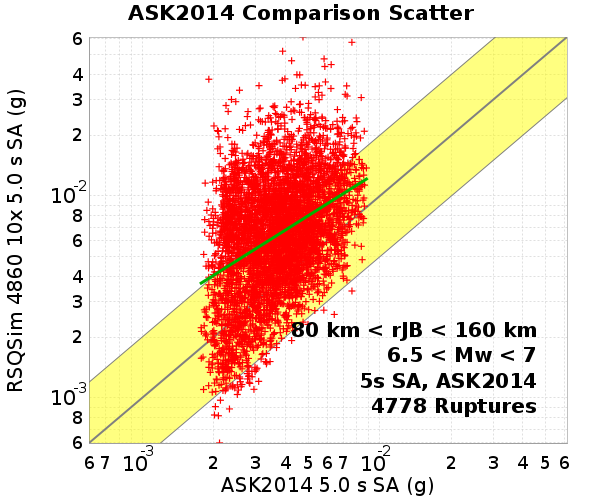 ASK2014 Comparison Scatter
RSQSim 4860 10x 5.0 s SA (g)
6
4
3
2
10-2
8
6
4
3
2
10-3
8
6
80 km < rJB < 160 km
6.5 < Mw < 7
5s SA, ASK2014
4778 Ruptures
6 7 10-3 2 3 4 5 6 7 10-2 2 3 4 5 6
ASK2014 5.0 s SA (g)